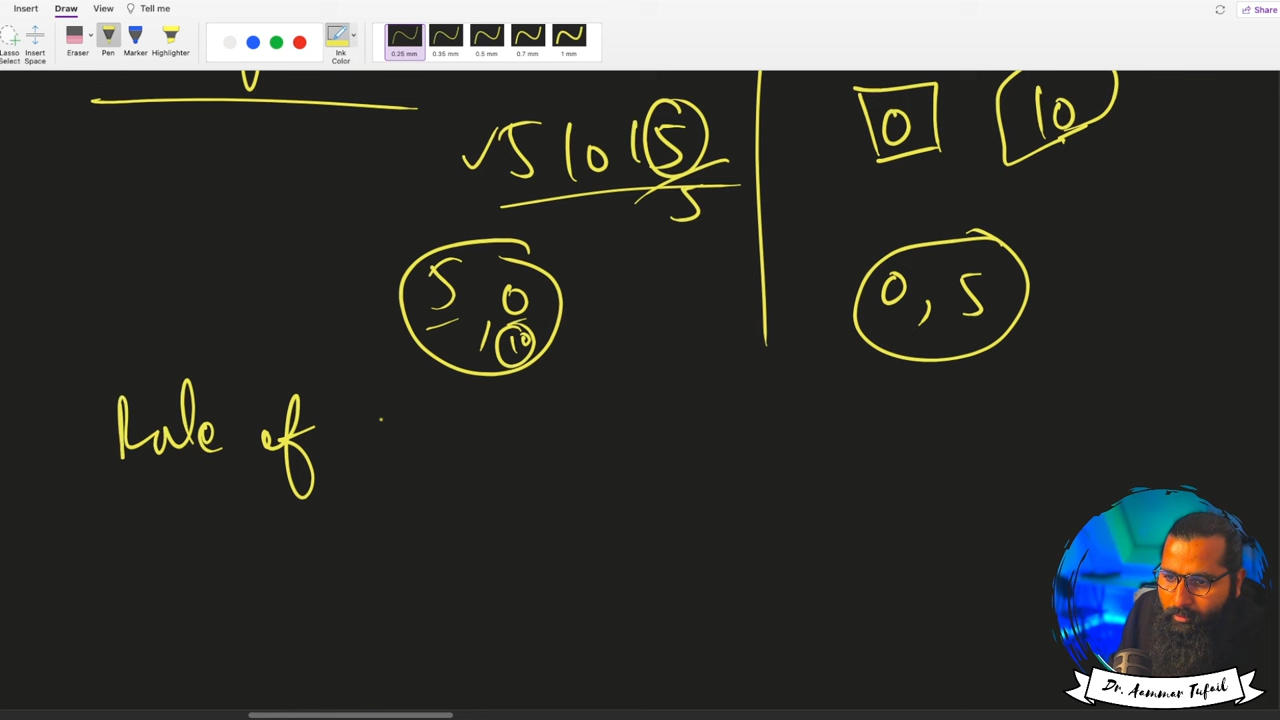 Insert Draw View Tell me Share
Lasso Select Insert Space Eraser Pen Marker Highlighter Ink Color 0.25 mm 0.35 mm 0.5 mm 0.7 mm 1 mm
0 10
√5 10 15
5
5 0
10
0, 5
Rule of
Dr. Aammar Tufail